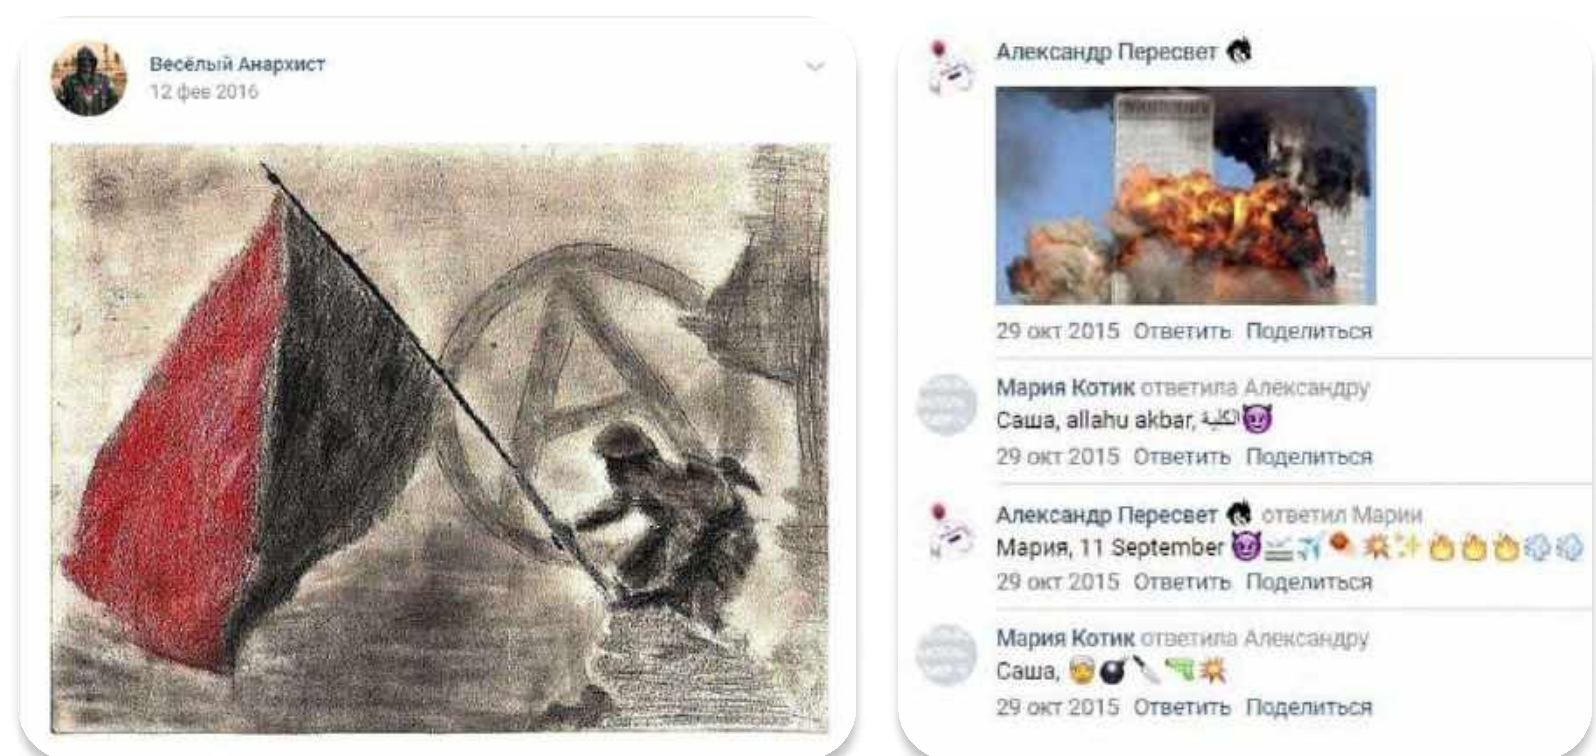 Весёлый Анархист
12 фев 2016
Александр Пересвет
29 окт 2015 Ответить Поделиться
Мария Котик ответила Александру
Саша, allahu akbar, 😈
29 окт 2015 Ответить Поделиться
Александр Пересвет ответил Марии
Мария, 11 September 😈🛫✈️💥✨🔥🔥🔥💨💨
29 окт 2015 Ответить Поделиться
Мария Котик ответила Александру
Саша, 👳💣🔪🔫💥
29 окт 2015 Ответить Поделиться